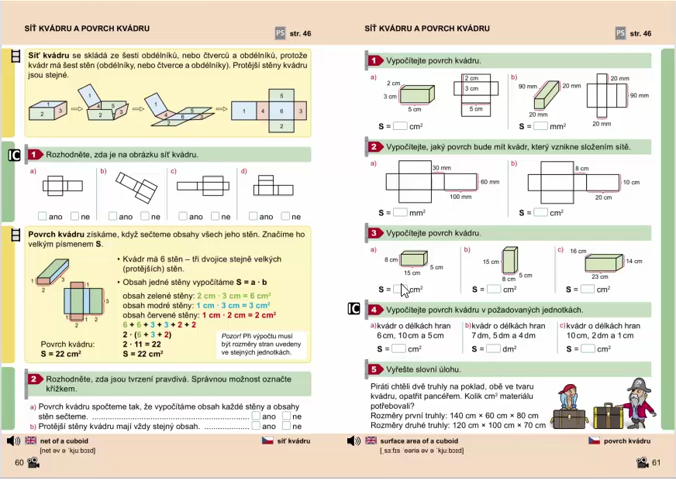 SÍŤ KVÁDRU A POVRCH KVÁDRU
PS str. 46
Síť kvádru se skládá ze šesti obdélníků, nebo čtverců a obdélníků, protože
kvádr má šest stěn (obdélníky, nebo čtverce a obdélníky). Protější stěny kvádru
jsou stejné.
1 Rozhodněte, zda je na obrázku síť kvádru.
a) b) c) d)
ano ne ano ne ano ne ano ne
Povrch kvádru získáme, když sečteme obsahy všech jeho stěn. Značíme ho
velkým písmenem S.
• Kvádr má 6 stěn – tři dvojice stejně velkých
(protějších) stěn.
• Obsah jedné stěny vypočítáme S = a · b
obsah zelené stěny: 2 cm · 3 cm = 6 cm²
obsah modré stěny: 1 cm · 3 cm = 3 cm²
obsah červené stěny: 1 cm · 2 cm = 2 cm²
6 + 6 + 3 + 3 + 2 + 2
2 · (6 + 3 + 2)
2 · 11 = 22
S = 22 cm²
Povrch kvádru:
S = 22 cm²
Pozor! Při výpočtu musí
být rozměry stran uvedeny
ve stejných jednotkách.
2 Rozhodněte, zda jsou tvrzení pravdivá. Správnou možnost označte
křížkem.
a) Povrch kvádru spočteme tak, že vypočítáme obsah každé stěny a obsahy
stěn sečteme. ano ne
b) Protější stěny kvádru mají vždy stejný obsah. ano ne
net of a cuboid
[net əv ə ˈkjuːbɔɪd]
síť kvádru
60
SÍŤ KVÁDRU A POVRCH KVÁDRU
PS str. 46
1 Vypočítejte povrch kvádru.
a) 2 cm 3 cm 5 cm 2 cm 3 cm 5 cm
S = cm²
b) 90 mm 20 mm 20 mm 20 mm 90 mm 20 mm
S = mm²
2 Vypočítejte, jaký povrch bude mít kvádr, který vznikne složením sítě.
a) 30 mm 60 mm 100 mm
S = mm²
b) 8 cm 10 cm 20 cm
S = cm²
3 Vypočítejte povrch kvádru.
a) 8 cm 15 cm 5 cm
S = cm²
b) 15 cm 8 cm 5 cm
S = cm²
c) 16 cm 14 cm 23 cm
S = cm²
4 Vypočítejte povrch kvádru v požadovaných jednotkách.
a) kvádr o délkách hran b) kvádr o délkách hran c) kvádr o délkách hran
6 cm, 10 cm a 5 cm 7 dm, 5 dm a 4 dm 10 cm, 2 dm a 1 cm
S = cm² S = dm² S = cm²
5 Vyřešte slovní úlohu.
Piráti chtěli dvě truhly na poklad, obě ve tvaru
kvádru, opatřit pancéřem. Kolik cm² materiálu
potřebovali?
Rozměry první truhly: 140 cm × 60 cm × 80 cm
Rozměry druhé truhly: 120 cm × 100 cm × 70 cm
surface area of a cuboid
[ˌsɜːfɪs ˈeəriə əv ə ˈkjuːbɔɪd]
povrch kvádru
61